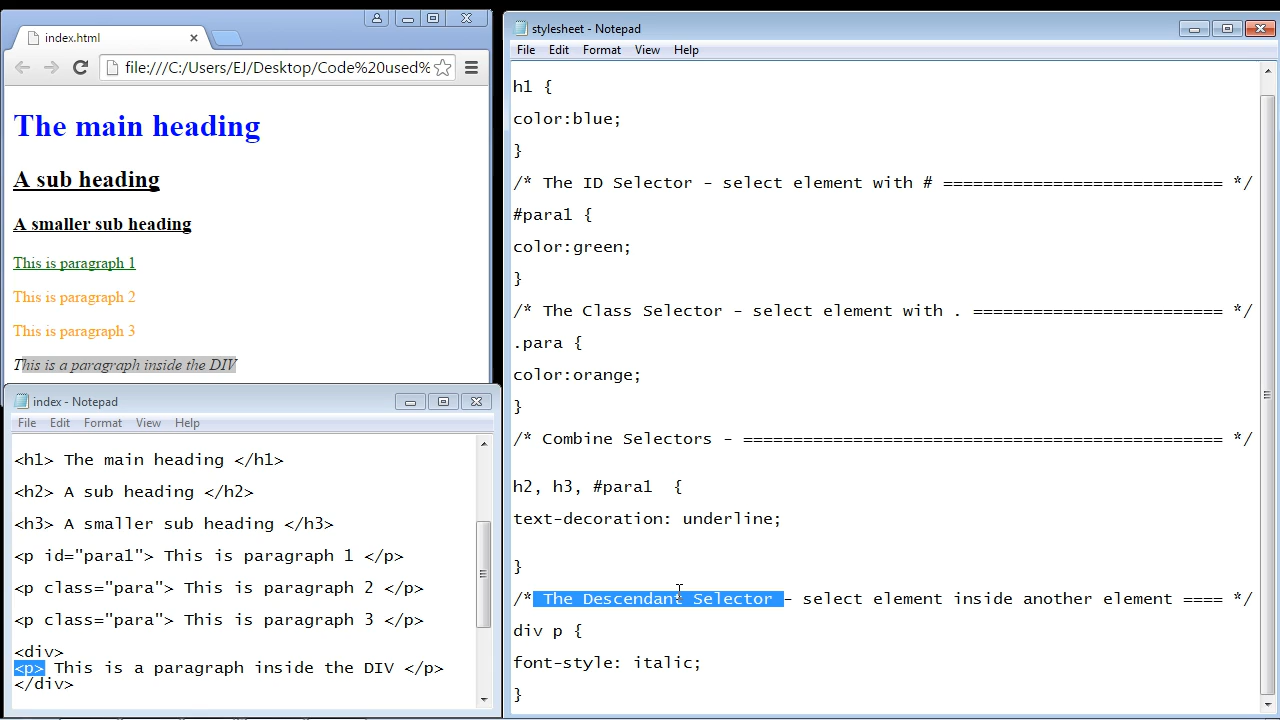 index.html
file:///C:/Users/EJ/Desktop/Code%20used%
The main heading
A sub heading
A smaller sub heading
This is paragraph 1
This is paragraph 2
This is paragraph 3
This is a paragraph inside the DIV
index - Notepad
File Edit Format View Help
<h1> The main heading </h1>
<h2> A sub heading </h2>
<h3> A smaller sub heading </h3>
<p id="para1"> This is paragraph 1 </p>
<p class="para"> This is paragraph 2 </p>
<p class="para"> This is paragraph 3 </p>
<div>
<p> This is a paragraph inside the DIV </p>
</div>
stylesheet - Notepad
File Edit Format View Help
h1 {
color:blue;
}
/* The ID Selector - select element with # ============================ */
#para1 {
color:green;
}
/* The Class Selector - select element with . ========================= */
.para {
color:orange;
}
/* Combine Selectors - ================================================ */
h2, h3, #para1  {
text-decoration: underline;
}
/* The Descendant Selector - select element inside another element ==== */
div p {
font-style: italic;
}